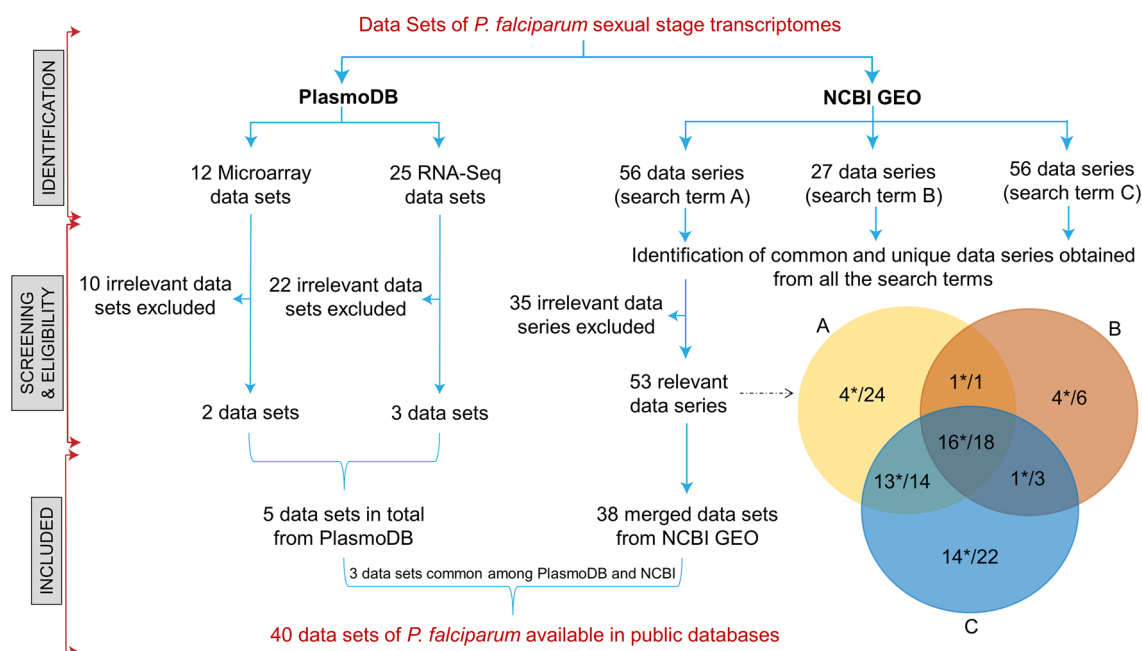 Data Sets of P. falciparum sexual stage transcriptomes
IDENTIFICATION
PlasmoDB
NCBI GEO
12 Microarray
data sets
25 RNA-Seq
data sets
56 data series
(search term A)
27 data series
(search term B)
56 data series
(search term C)
SCREENING
& ELIGIBILITY
Identification of common and unique data series obtained
from all the search terms
10 irrelevant data
sets excluded
22 irrelevant data
sets excluded
35 irrelevant data
series excluded
2 data sets
3 data sets
53 relevant
data series
A
B
4*/24
1*/1
4*/6
16*/18
13*/14
1*/3
14*/22
C
INCLUDED
5 data sets in total
from PlasmoDB
38 merged data sets
from NCBI GEO
3 data sets common among PlasmoDB and NCBI
40 data sets of P. falciparum available in public databases